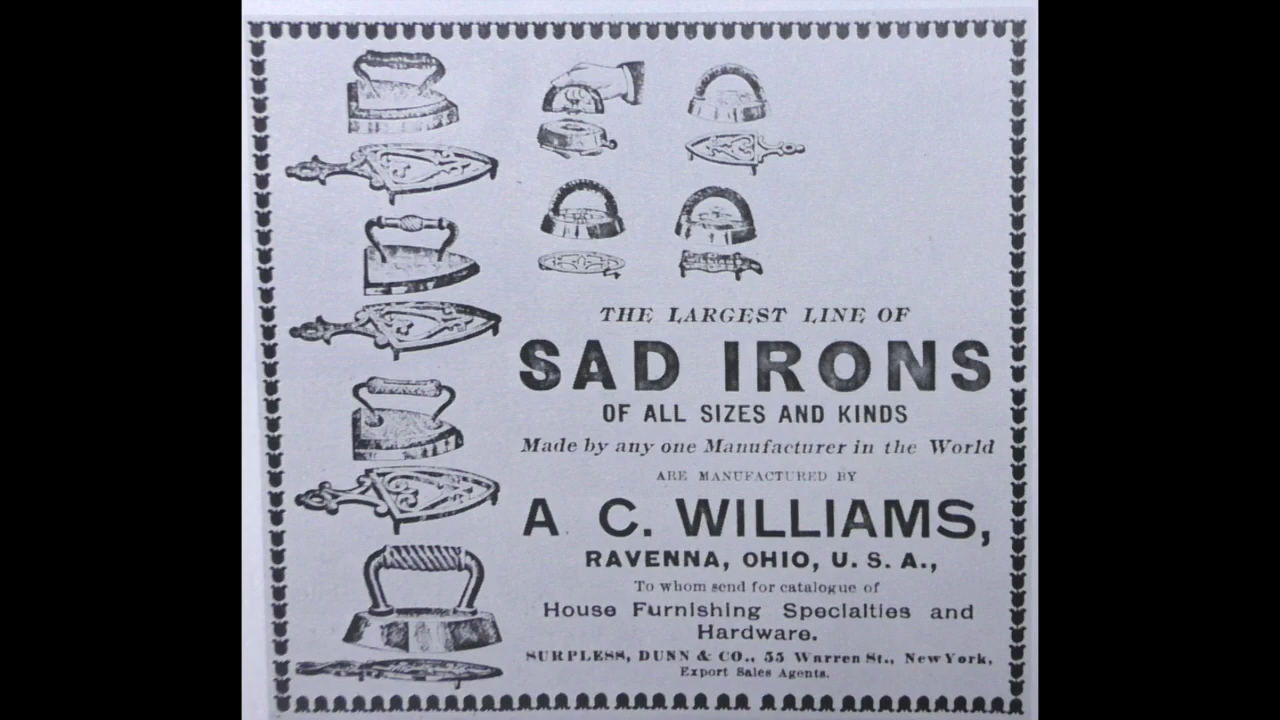 THE LARGEST LINE OF
SAD IRONS
OF ALL SIZES AND KINDS
Made by any one Manufacturer in the World
ARE MANUFACTURED BY
A. C. WILLIAMS,
RAVENNA, OHIO, U. S. A.,
To whom send for catalogue of
House Furnishing Specialties and
Hardware.
SURPLESS, DUNN & CO., 55 Warren St., New York,
Export Sales Agents.